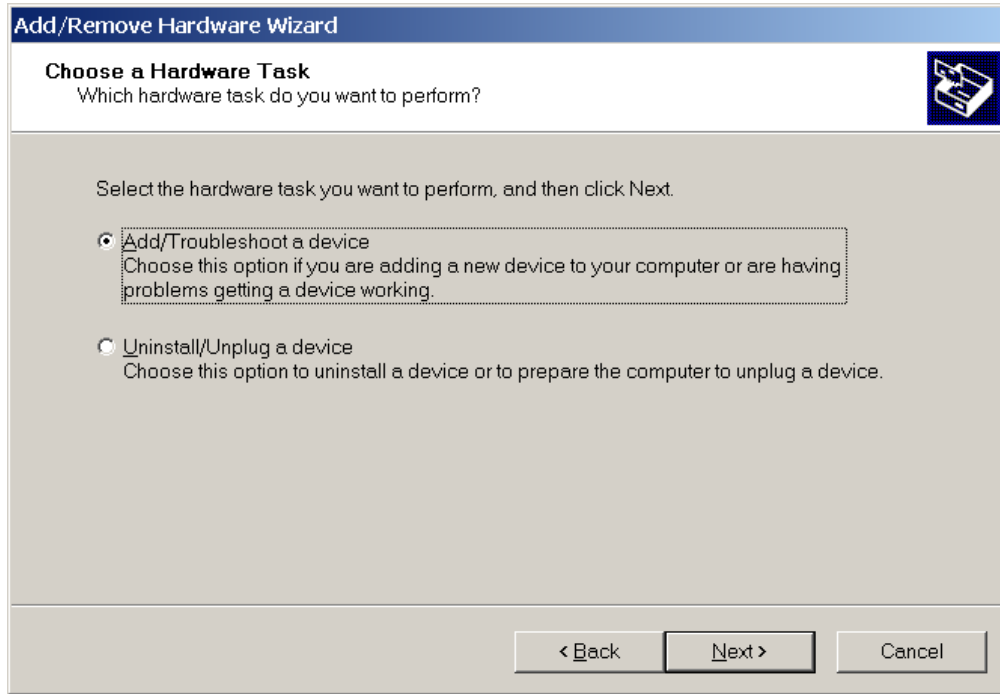 Add/Remove Hardware Wizard
Choose a Hardware Task
Which hardware task do you want to perform?
Select the hardware task you want to perform, and then click Next.
Add/Troubleshoot a device
Choose this option if you are adding a new device to your computer or are having
problems getting a device working.
Uninstall/Unplug a device
Choose this option to uninstall a device or to prepare the computer to unplug a device.
< Back
Next >
Cancel